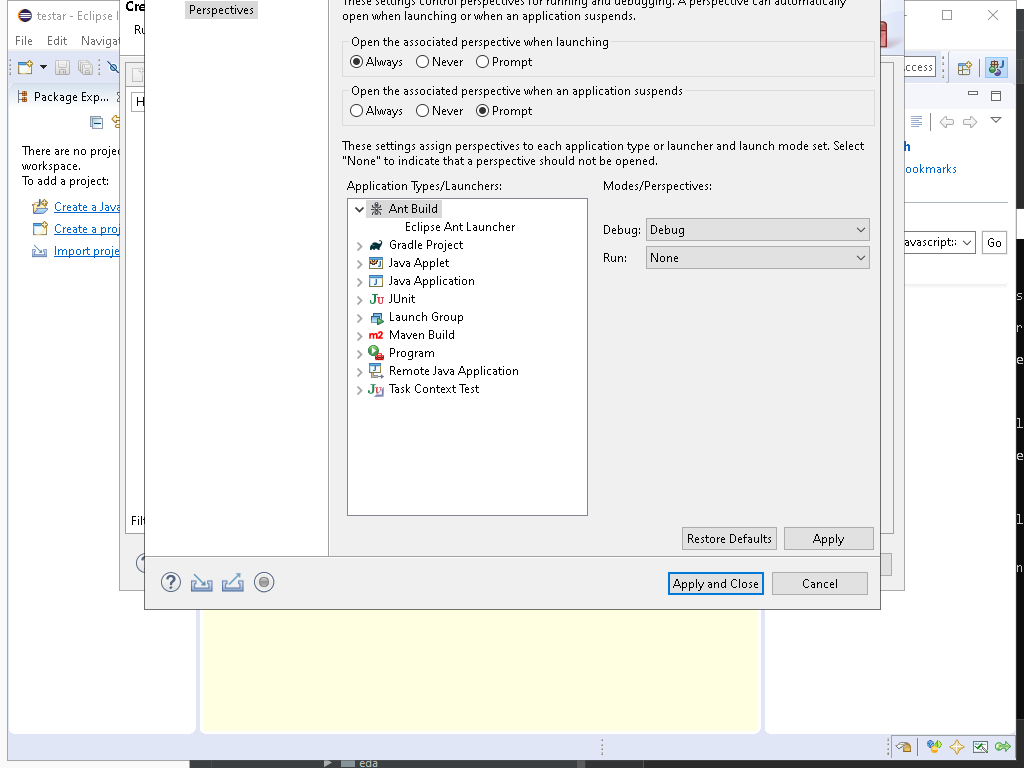 testar - Eclipse
Cre
File Edit Navigat
Ru
Package Exp...
H
There are no proje
workspace.
To add a project:
Create a Java
Create a proj
Import proje
Filt
Perspectives
These settings control perspectives for running and debugging. A perspective can automatically
open when launching or when an application suspends.
Open the associated perspective when launching
Always Never Prompt
Open the associated perspective when an application suspends
Always Never Prompt
These settings assign perspectives to each application type or launcher and launch mode set. Select
"None" to indicate that a perspective should not be opened.
Application Types/Launchers:
Ant Build
Eclipse Ant Launcher
Gradle Project
Java Applet
Java Application
JUnit
Launch Group
Maven Build
Program
Remote Java Application
Task Context Test
Modes/Perspectives:
Debug: Debug
Run: None
Restore Defaults Apply
Apply and Close Cancel
ccess
h
ookmarks
avascript:
Go
eda